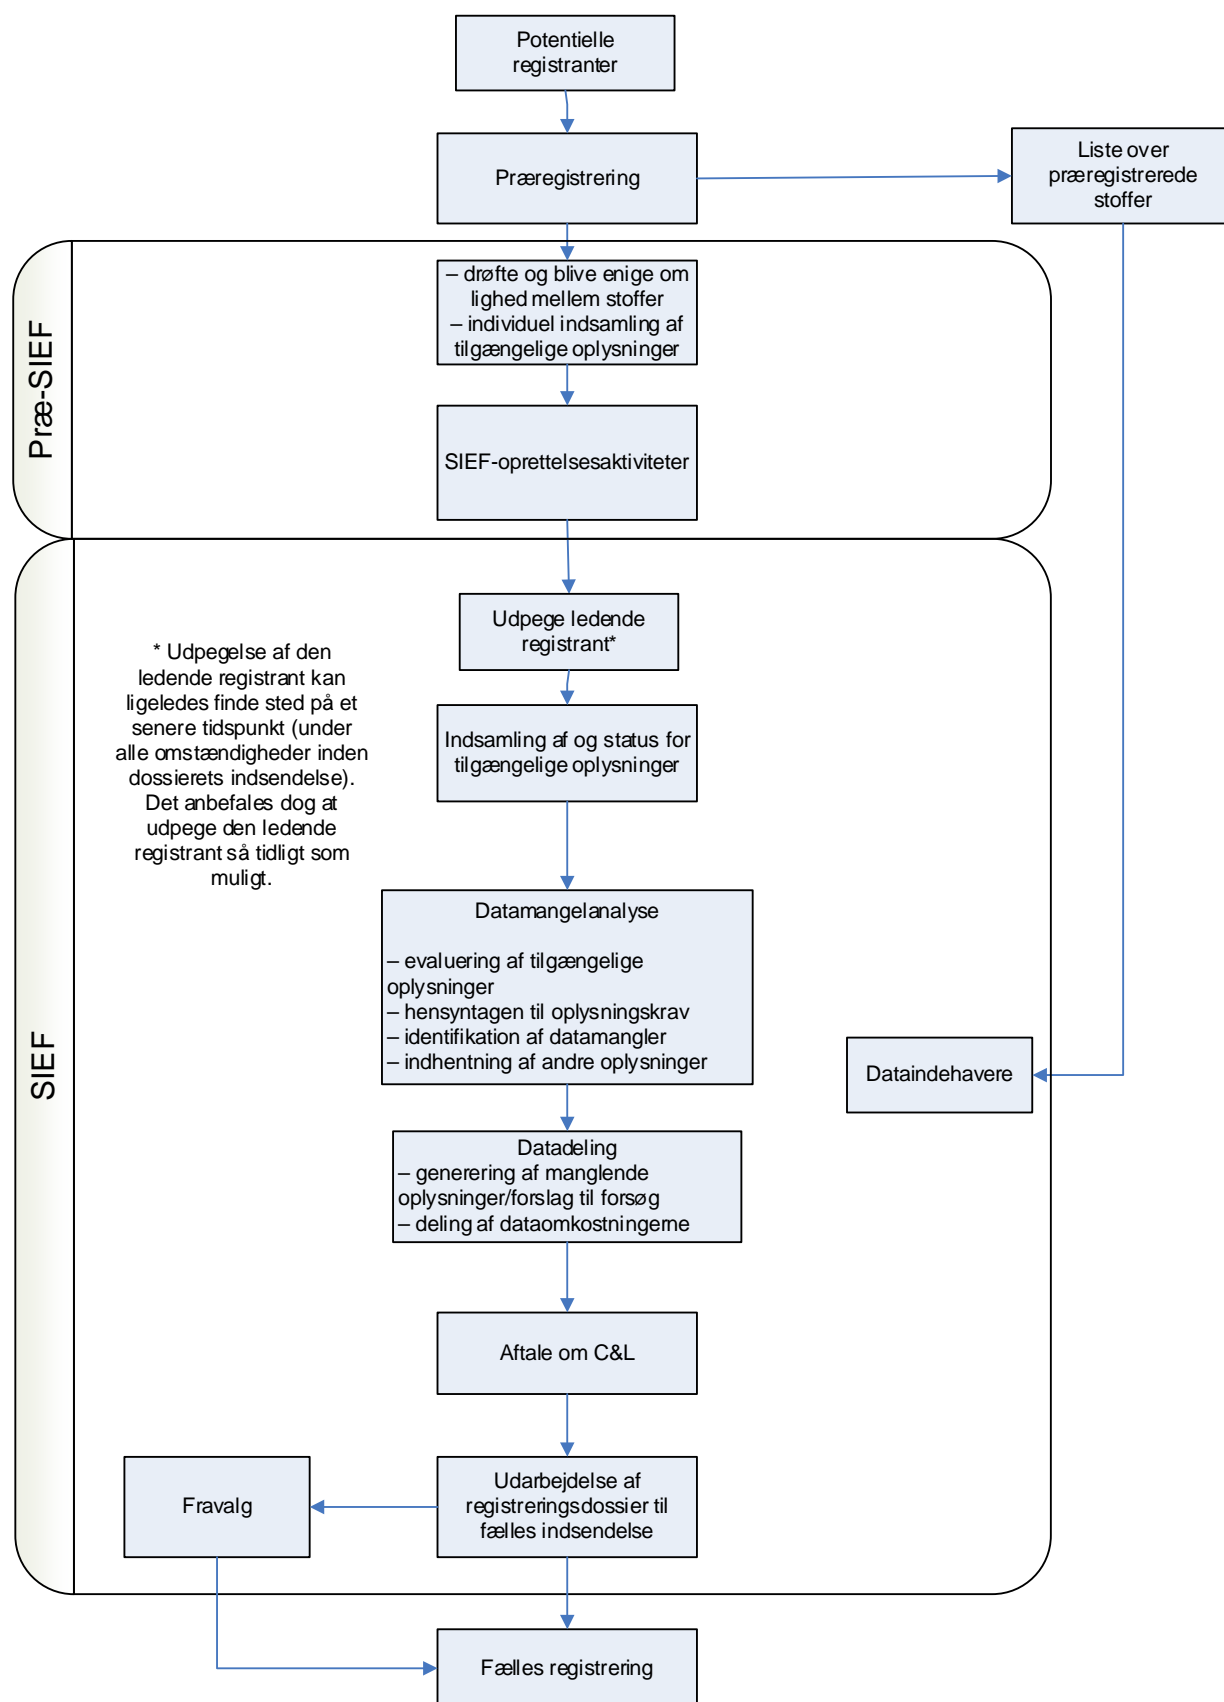 Potentielle
registranter
Præregistrering
Liste over
præregistrerede
stoffer
Præ-SIEF
– drøfte og blive enige om
lighed mellem stoffer
– individuel indsamling af
tilgængelige oplysninger
SIEF-oprettelsesaktiviteter
SIEF
Udpege ledende
registrant*
* Udpegelse af den
ledende registrant kan
ligeledes finde sted på et
senere tidspunkt (under
alle omstændigheder inden
dossierets indsendelse).
Det anbefales dog at
udpege den ledende
registrant så tidligt som
muligt.
Indsamling af og status for
tilgængelige oplysninger
Datamangelanalyse
– evaluering af tilgængelige
oplysninger
– hensyntagen til oplysningskrav
– identifikation af datamangler
– indhentning af andre oplysninger
Dataindehavere
Datadeling
– generering af manglende
oplysninger/forslag til forsøg
– deling af dataomkostningerne
Aftale om C&L
Udarbejdelse af
registreringsdossier til
fælles indsendelse
Fravalg
Fælles registrering